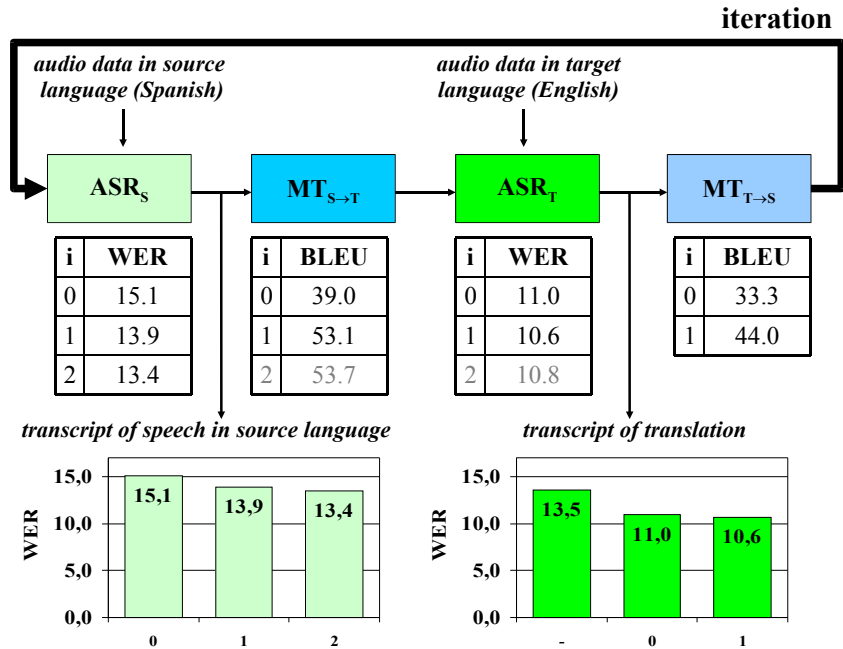 iteration
audio data in source
language (Spanish)
audio data in target
language (English)
ASR_S
MT_S→T
ASR_T
MT_T→S
i WER
0 15.1
1 13.9
2 13.4
i BLEU
0 39.0
1 53.1
2 53.7
i WER
0 11.0
1 10.6
2 10.8
i BLEU
0 33.3
1 44.0
transcript of speech in source language
transcript of translation
WER
15,0
10,0
5,0
0,0
15,1
13,9
13,4
0 1 2
WER
15,0
10,0
5,0
0,0
13,5
11,0
10,6
- 0 1